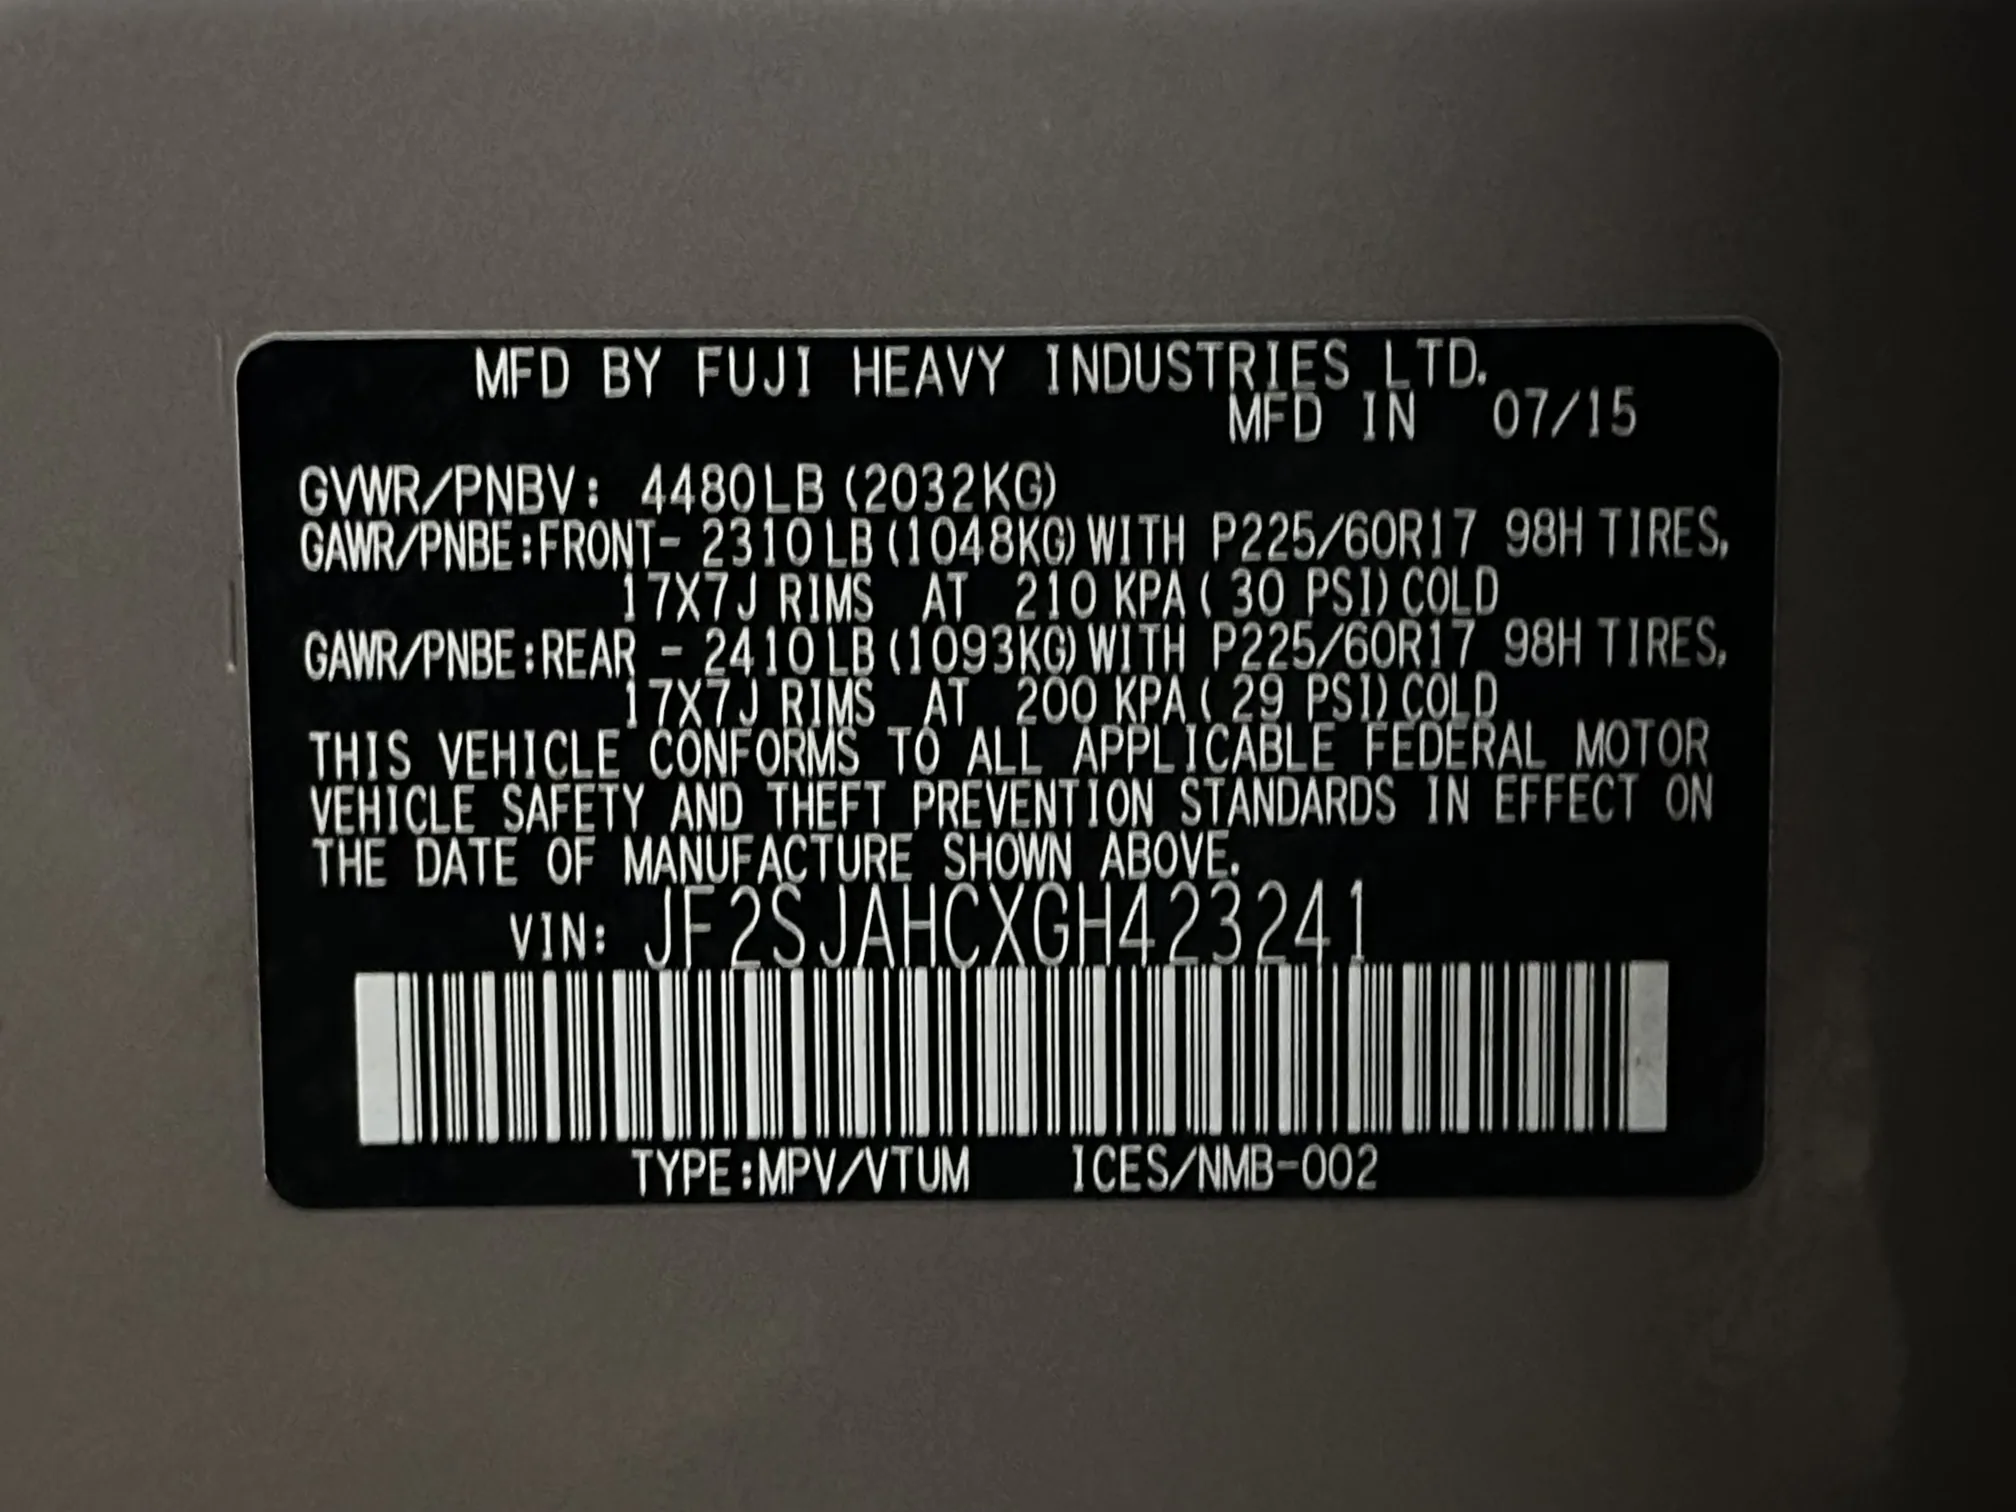 MFD BY FUJI HEAVY INDUSTRIES LTD.
MFD IN 07/15
GVWR/PNBV: 4480LB (2032KG)
GAWR/PNBE:FRONT- 2310LB (1048KG) WITH P225/60R17 98H TIRES,
17X7J RIMS AT 210 KPA ( 30 PSI) COLD
GAWR/PNBE:REAR - 2410LB (1093KG) WITH P225/60R17 98H TIRES,
17X7J RIMS AT 200 KPA ( 29 PSI) COLD
THIS VEHICLE CONFORMS TO ALL APPLICABLE FEDERAL MOTOR
VEHICLE SAFETY AND THEFT PREVENTION STANDARDS IN EFFECT ON
THE DATE OF MANUFACTURE SHOWN ABOVE.
VIN: JF2SJAHCXGH423241
TYPE:MPV/VTUM ICES/NMB-002